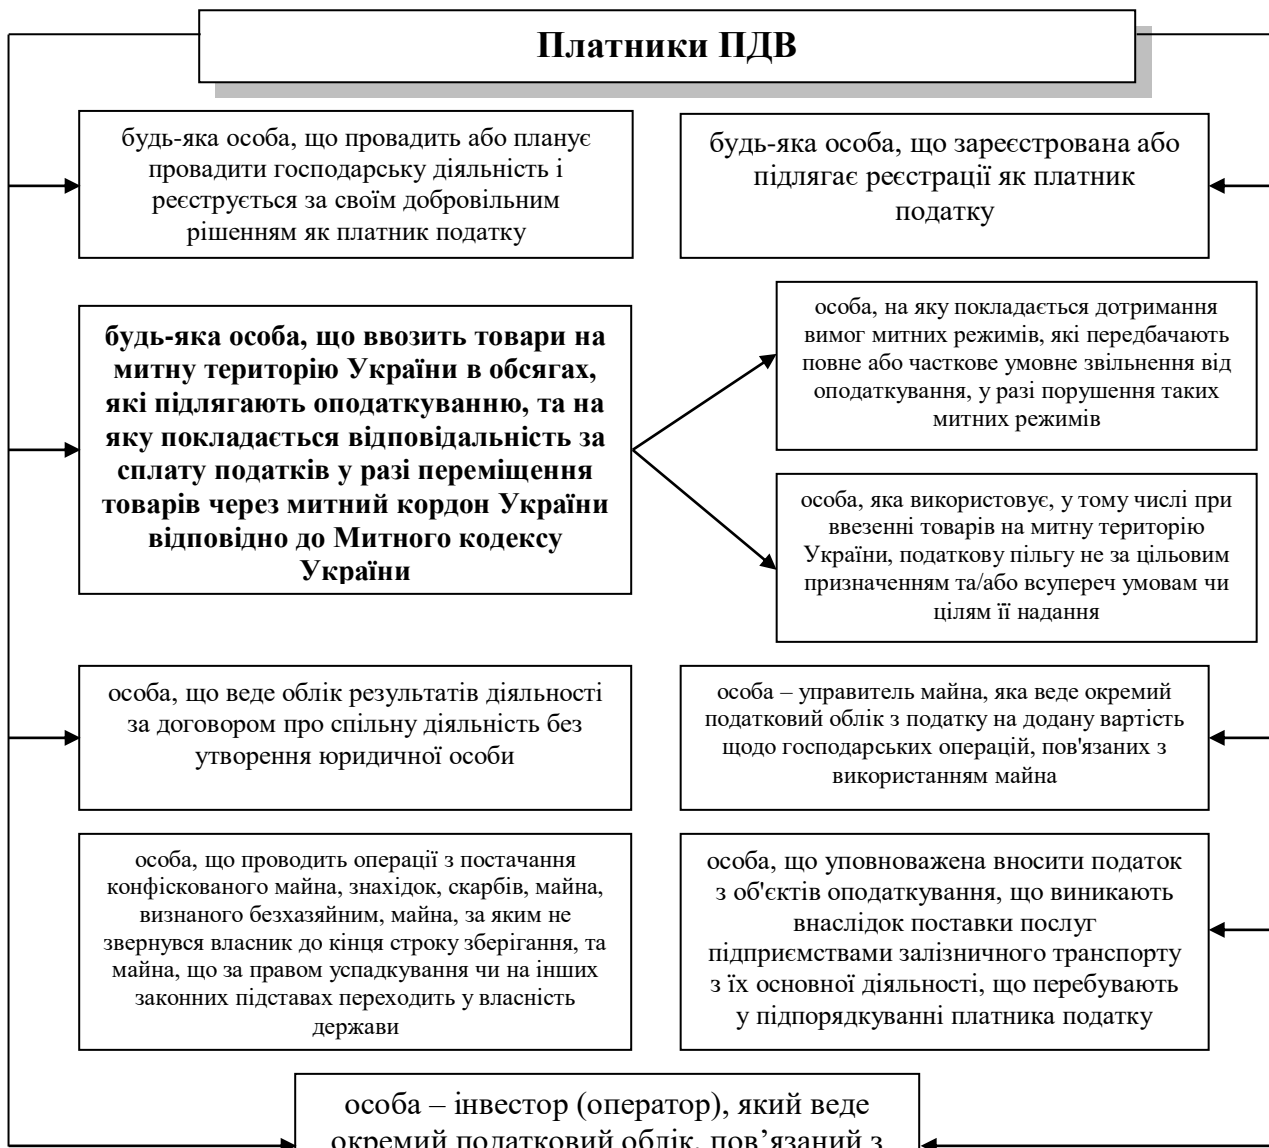 Платники ПДВ
будь-яка особа, що провадить або планує
провадити господарську діяльність і
реєструється за своїм добровільним
рішенням як платник податку
будь-яка особа, що зареєстрована або
підлягає реєстрації як платник
податку
будь-яка особа, що ввозить товари на
митну територію України в обсягах,
які підлягають оподаткуванню, та на
яку покладається відповідальність за
сплату податків у разі переміщення
товарів через митний кордон України
відповідно до Митного кодексу
України
особа, на яку покладається дотримання
вимог митних режимів, які передбачають
повне або часткове умовне звільнення від
оподаткування, у разі порушення таких
митних режимів
особа, яка використовує, у тому числі при
ввезенні товарів на митну територію
України, податкову пільгу не за цільовим
призначенням та/або всупереч умовам чи
цілям її надання
особа, що веде облік результатів діяльності
за договором про спільну діяльність без
утворення юридичної особи
особа – управитель майна, яка веде окремий
податковий облік з податку на додану вартість
щодо господарських операцій, пов'язаних з
використанням майна
особа, що проводить операції з постачання
конфіскованого майна, знахідок, скарбів, майна,
визнаного безхазяйним, майна, за яким не
звернувся власник до кінця строку зберігання, та
майна, що за правом успадкування чи на інших
законних підставах переходить у власність
держави
особа, що уповноважена вносити податок
з об'єктів оподаткування, що виникають
внаслідок поставки послуг
підприємствами залізничного транспорту
з їх основної діяльності, що перебувають
у підпорядкуванні платника податку
особа – інвестор (оператор), який веде
окремий податковий облік, пов’язаний з